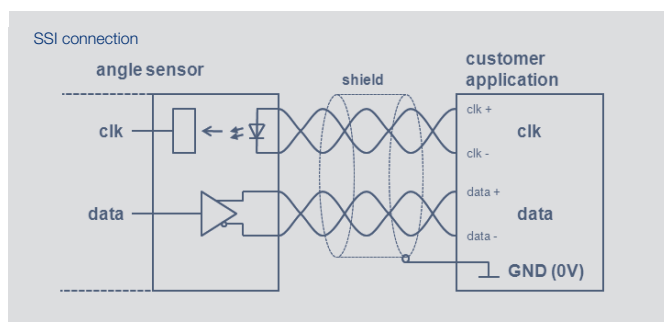 SSI connection
angle sensor
shield
customer
application
clk
clk +
clk
clk -
data
data +
data
data -
GND (0V)